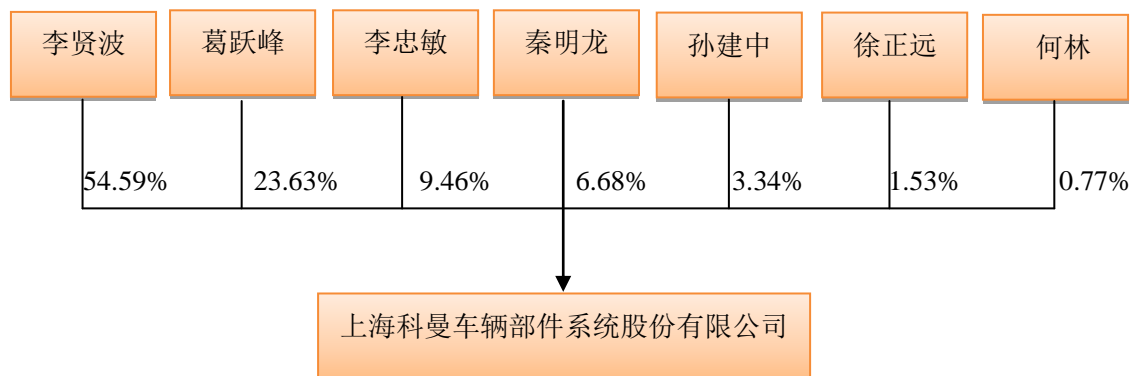 李贤波 葛跃峰 李忠敏 秦明龙 孙建中 徐正远 何林
54.59% 23.63% 9.46% 6.68% 3.34% 1.53% 0.77%
上海科曼车辆部件系统股份有限公司